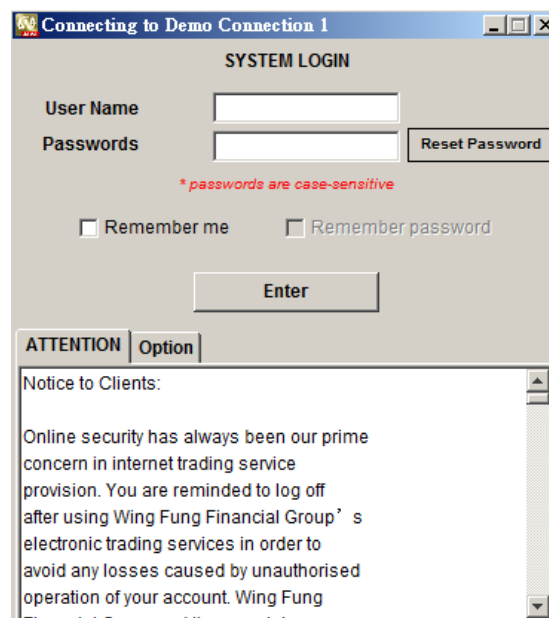 Connecting to Demo Connection 1
SYSTEM LOGIN
User Name
Passwords
Reset Password
* passwords are case-sensitive
Remember me
Remember password
Enter
ATTENTION
Option
Notice to Clients:
Online security has always been our prime
concern in internet trading service
provision. You are reminded to log off
after using Wing Fung Financial Group’s
electronic trading services in order to
avoid any losses caused by unauthorised
operation of your account. Wing Fung